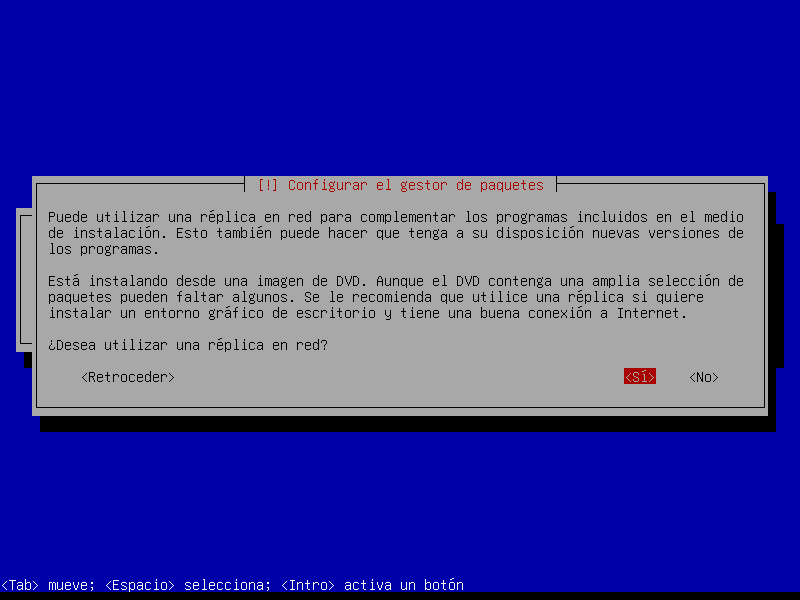 [!] Configurar el gestor de paquetes
Puede utilizar una réplica en red para complementar los programas incluidos en el medio
de instalación. Esto también puede hacer que tenga a su disposición nuevas versiones de
los programas.
Está instalando desde una imagen de DVD. Aunque el DVD contenga una amplia selección de
paquetes pueden faltar algunos. Se le recomienda que utilice una réplica si quiere
instalar un entorno gráfico de escritorio y tiene una buena conexión a Internet.
¿Desea utilizar una réplica en red?
<Retroceder> <Sí> <No>
<Tab> mueve; <Espacio> selecciona; <Intro> activa un botón